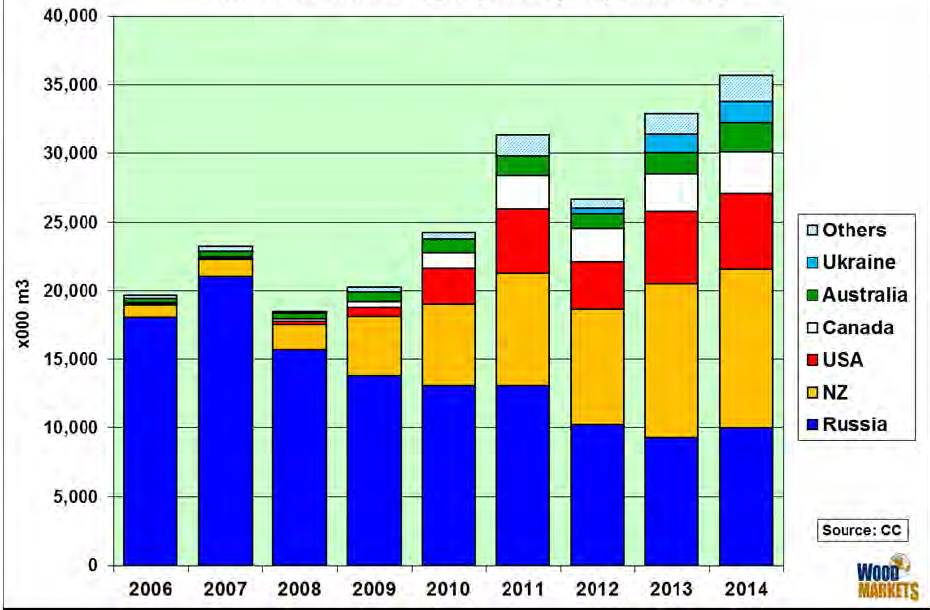 40,000
35,000
30,000
25,000
20,000
15,000
10,000
5,000
0
x000 m3
2006 2007 2008 2009 2010 2011 2012 2013 2014
Others
Ukraine
Australia
Canada
USA
NZ
Russia
Source: CC
WOOD
MARKETS